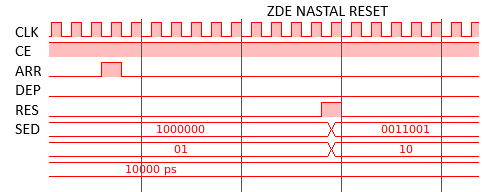 ZDE NASTAL RESET
CLK
CE
ARR
DEP
RES
SED 1000000 0011001
01 10
10000 ps